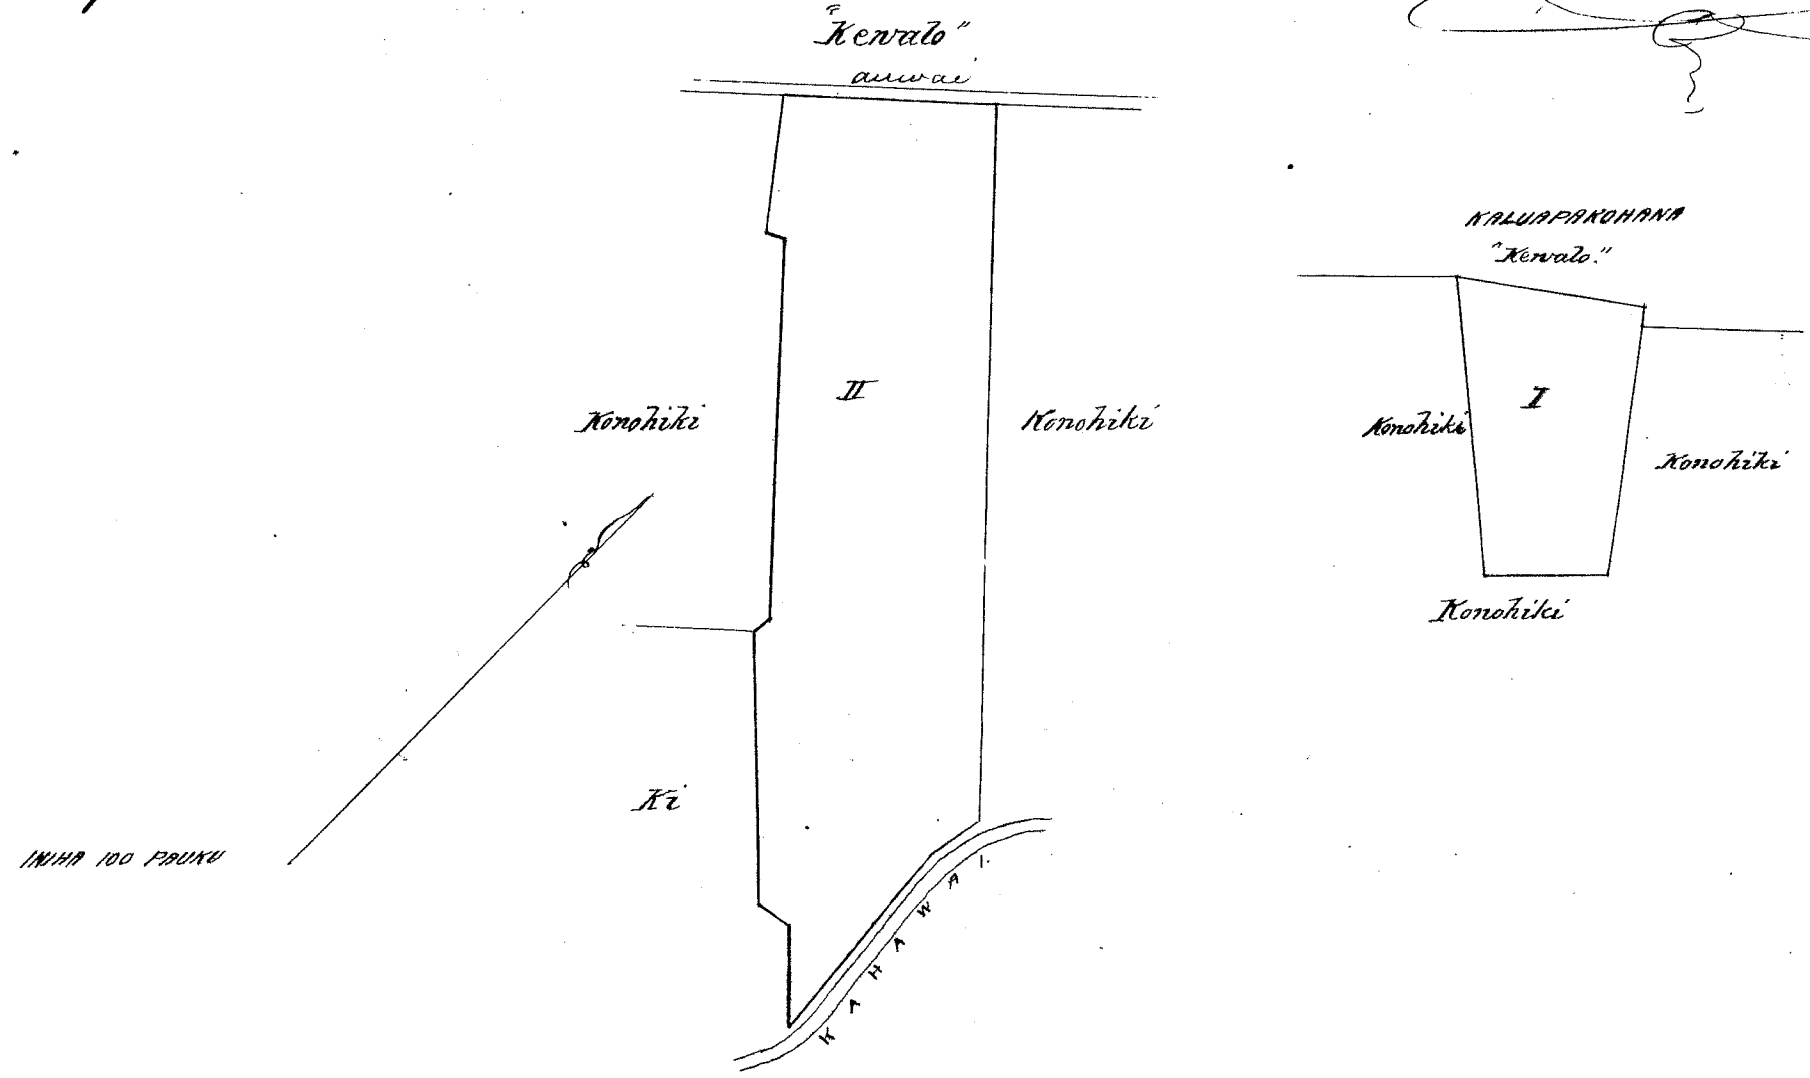 "Kewalo"
auwai
KALUAPAKOHANA
"Kewalo."
II
I
Konohiki
Konohiki
Konohiki
Konohiki
Konohiki
Ki
INIHA 100 PAUKU
KAHAWAI.